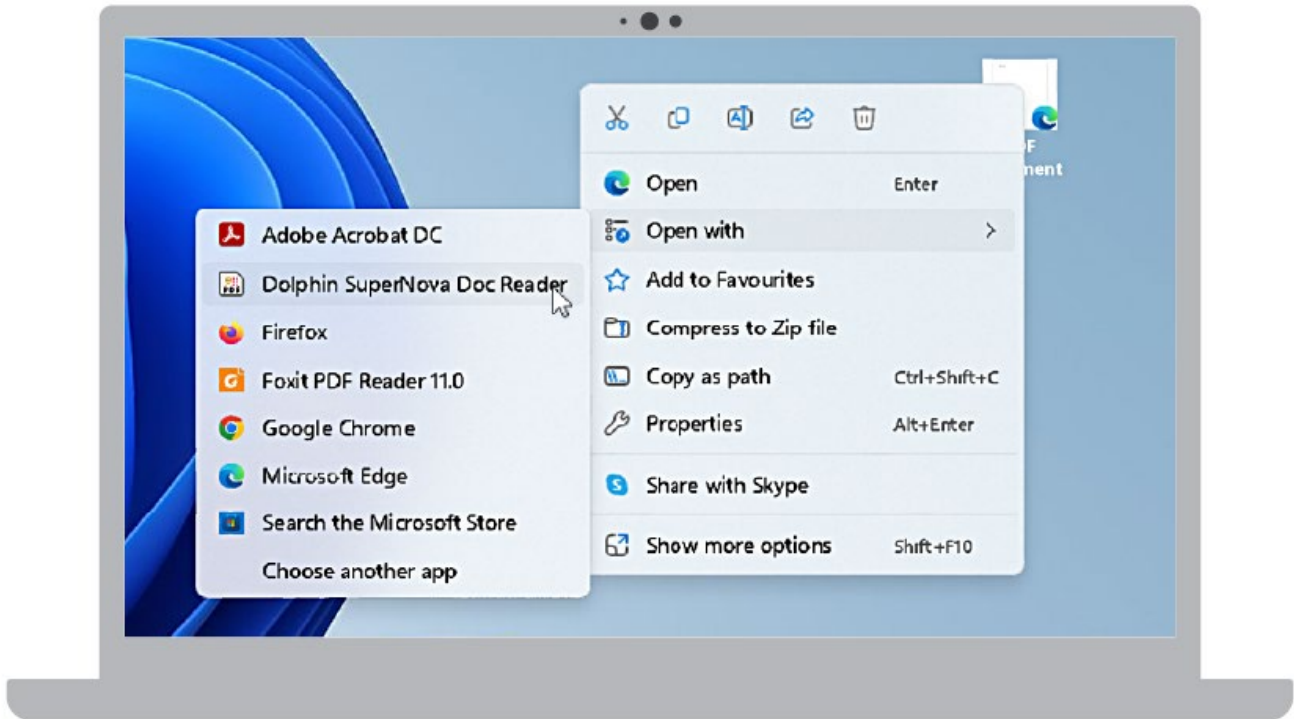 Open Enter
Open with
Add to Favourites
Compress to Zip file
Copy as path Ctrl+Shift+C
Properties Alt+Enter
Share with Skype
Show more options Shift+F10
Adobe Acrobat DC
Dolphin SuperNova Doc Reader
Firefox
Foxit PDF Reader 11.0
Google Chrome
Microsoft Edge
Search the Microsoft Store
Choose another app